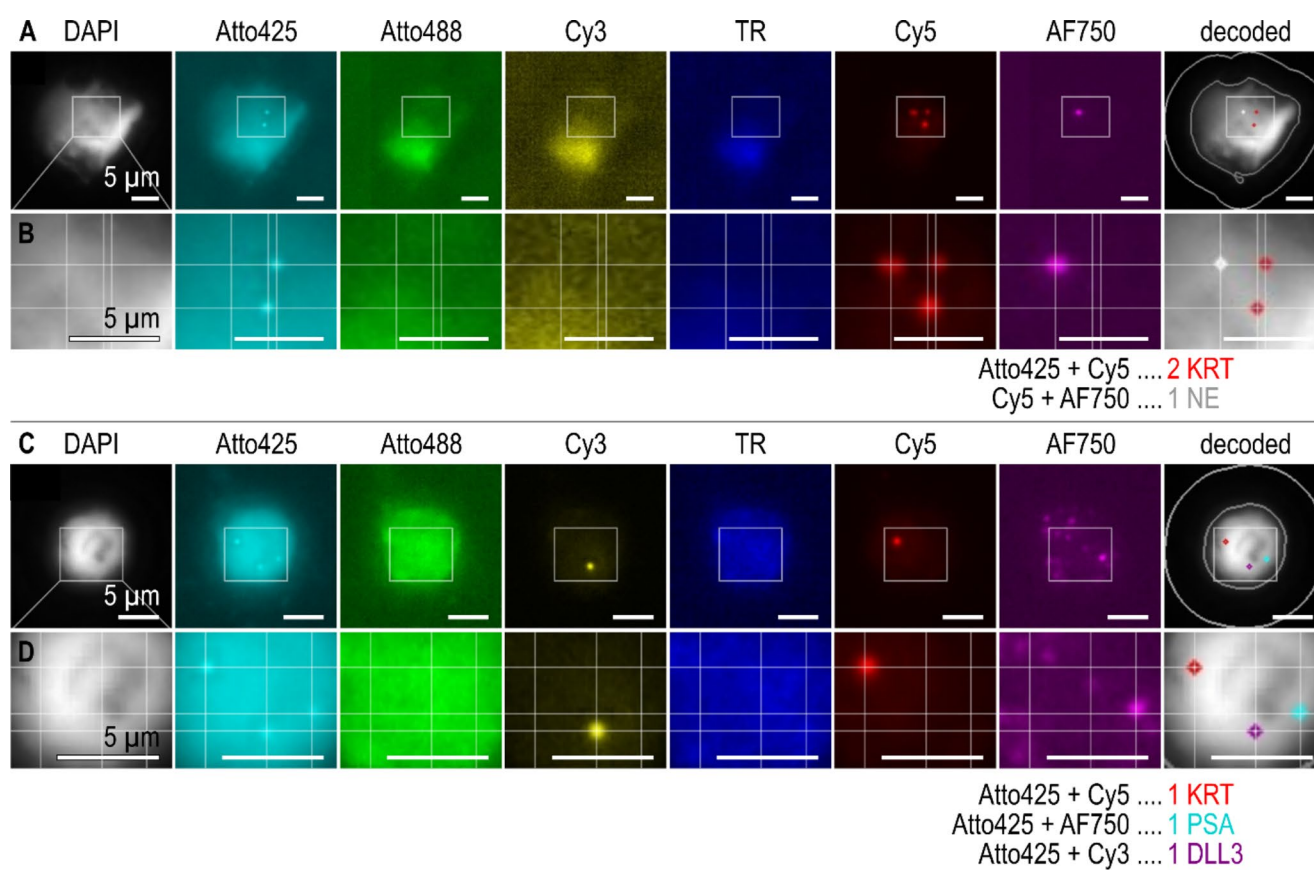 A DAPI Atto425 Atto488 Cy3 TR Cy5 AF750 decoded
5 µm
B
5 µm
Atto425 + Cy5 .... 2 KRT
Cy5 + AF750 .... 1 NE
C DAPI Atto425 Atto488 Cy3 TR Cy5 AF750 decoded
5 µm
D
5 µm
Atto425 + Cy5 .... 1 KRT
Atto425 + AF750 .... 1 PSA
Atto425 + Cy3 .... 1 DLL3